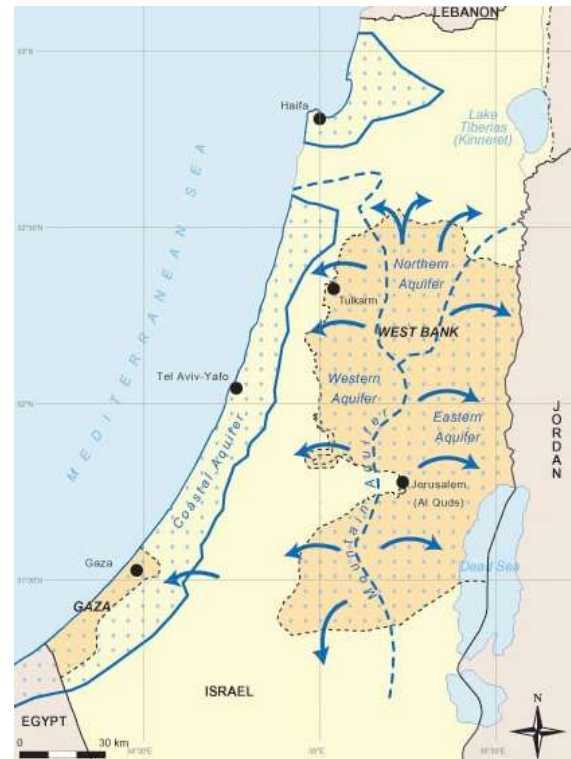 LEBANON
Haifa
Lake
Tiberias
(Kinneret)
MEDITERRANEAN SEA
Northern
Aquifer
Tulkarm
WEST BANK
Tel Aviv-Yafo
Western
Aquifer
Eastern
Aquifer
Coastal Aquifer
Mountain Aquifer
JORDAN
Jerusalem
(Al Quds)
Dead Sea
Gaza
GAZA
ISRAEL
EGYPT
N
0 30 km